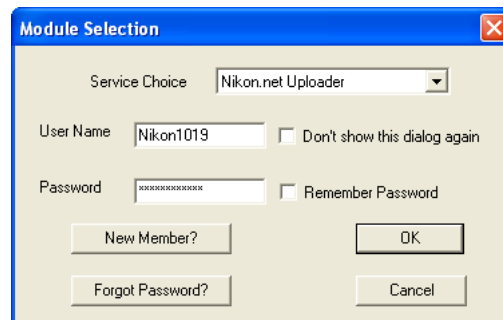 Module Selection
Service Choice Nikon.net Uploader
User Name Nikon1019 Don't show this dialog again
Password ************ Remember Password
New Member? OK
Forgot Password? Cancel